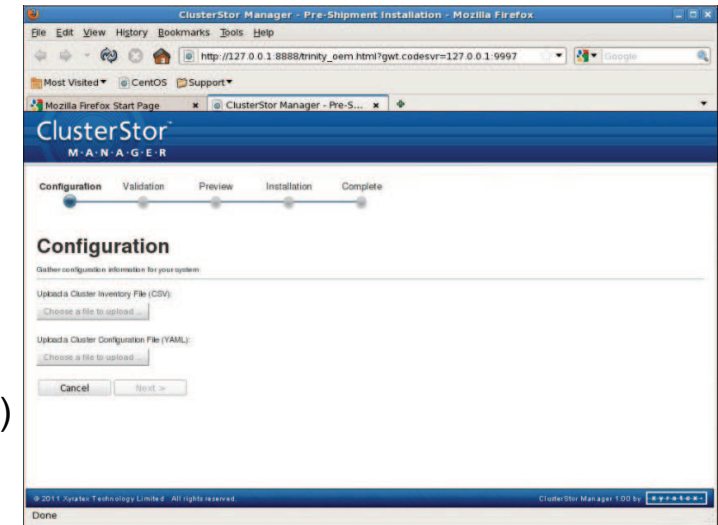 ClusterStor Manager - Pre-Shipment Installation - Mozilla Firefox
File Edit View History Bookmarks Tools Help
http://127.0.0.1:8888/trinity_oem.html?gwt.codesvr=127.0.0.1:9997
Google
Most Visited CentOS Support
Mozilla Firefox Start Page ClusterStor Manager - Pre-S...
ClusterStor™
M·A·N·A·G·E·R
Configuration Validation Preview Installation Complete
Configuration
Gather configuration information for your system
Upload a Cluster Inventory File (CSV):
Choose a file to upload ...
Upload a Cluster Configuration File (YAML):
Choose a file to upload ...
Cancel Next >
)
© 2011 Xyratex Technology Limited All rights reserved. ClusterStor Manager 1.00 by xyratex
Done